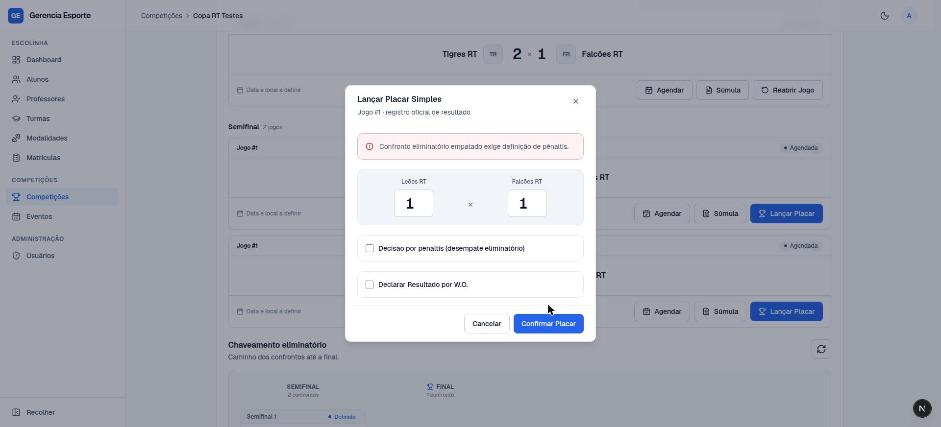 GE Gerencia Esporte
Competições > Copa RT Testes
A
ESCOLINHA
Dashboard
Alunos
Professores
Turmas
Modalidades
Matrículas
COMPETIÇÕES
Competições
Eventos
ADMINISTRAÇÃO
Usuários
Recolher
Tigres RT TR 2 × 1 FR Falcões RT
Data e local a definir
Agendar Súmula Reabrir Jogo
Semifinal 2 jogos
Jogo #1 Agendada
RT
Data e local a definir
Agendar Súmula Lançar Placar
Jogo #1 Agendada
RT
Data e local a definir
Agendar Súmula Lançar Placar
Chaveamento eliminatório
Caminho dos confrontos até a final.
SEMIFINAL
2 confrontos
FINAL
1 confronto
Semifinal 1 Definido
Lançar Placar Simples
Jogo #1 · registro oficial de resultado
Confronto eliminatório empatado exige definição de pênaltis.
Leões RT Falcões RT
1 × 1
Decisão por pênaltis (desempate eliminatório)
Declarar Resultado por W.O.
Cancelar Confirmar Placar
N